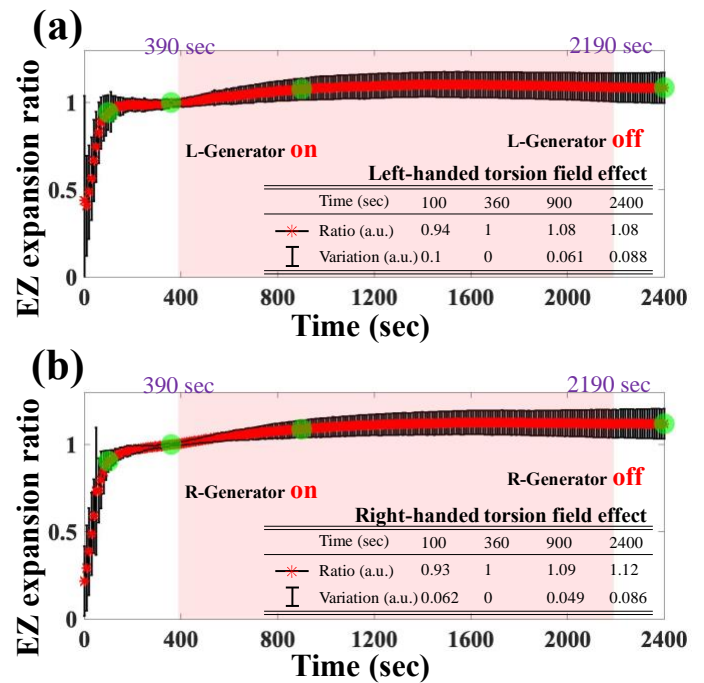 (a)
390 sec
2190 sec
EZ expansion ratio
1
0.5
0
L-Generator on
L-Generator off
Left-handed torsion field effect
Time (sec) 100 360 900 2400
Ratio (a.u.) 0.94 1 1.08 1.08
Variation (a.u.) 0.1 0 0.061 0.088
0 400 800 1200 1600 2000 2400
Time (sec)
(b)
390 sec
2190 sec
EZ expansion ratio
1
0.5
0
R-Generator on
R-Generator off
Right-handed torsion field effect
Time (sec) 100 360 900 2400
Ratio (a.u.) 0.93 1 1.09 1.12
Variation (a.u.) 0.062 0 0.049 0.086
0 400 800 1200 1600 2000 2400
Time (sec)